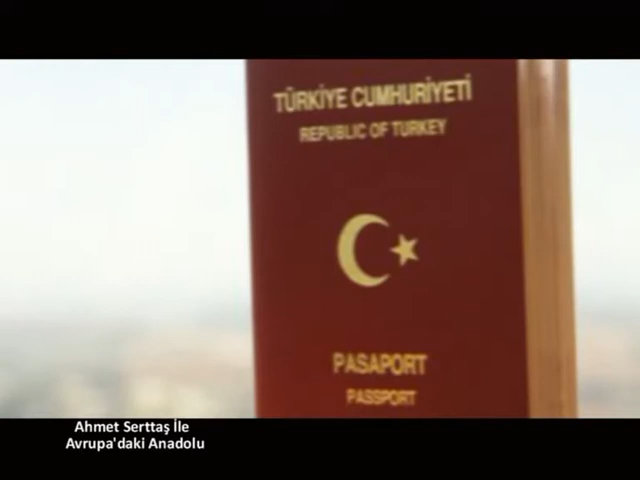 TÜRKİYE CUMHURİYETİ
REPUBLIC OF TURKEY
PASAPORT
PASSPORT
Ahmet Serttaş İle
Avrupa'daki Anadolu